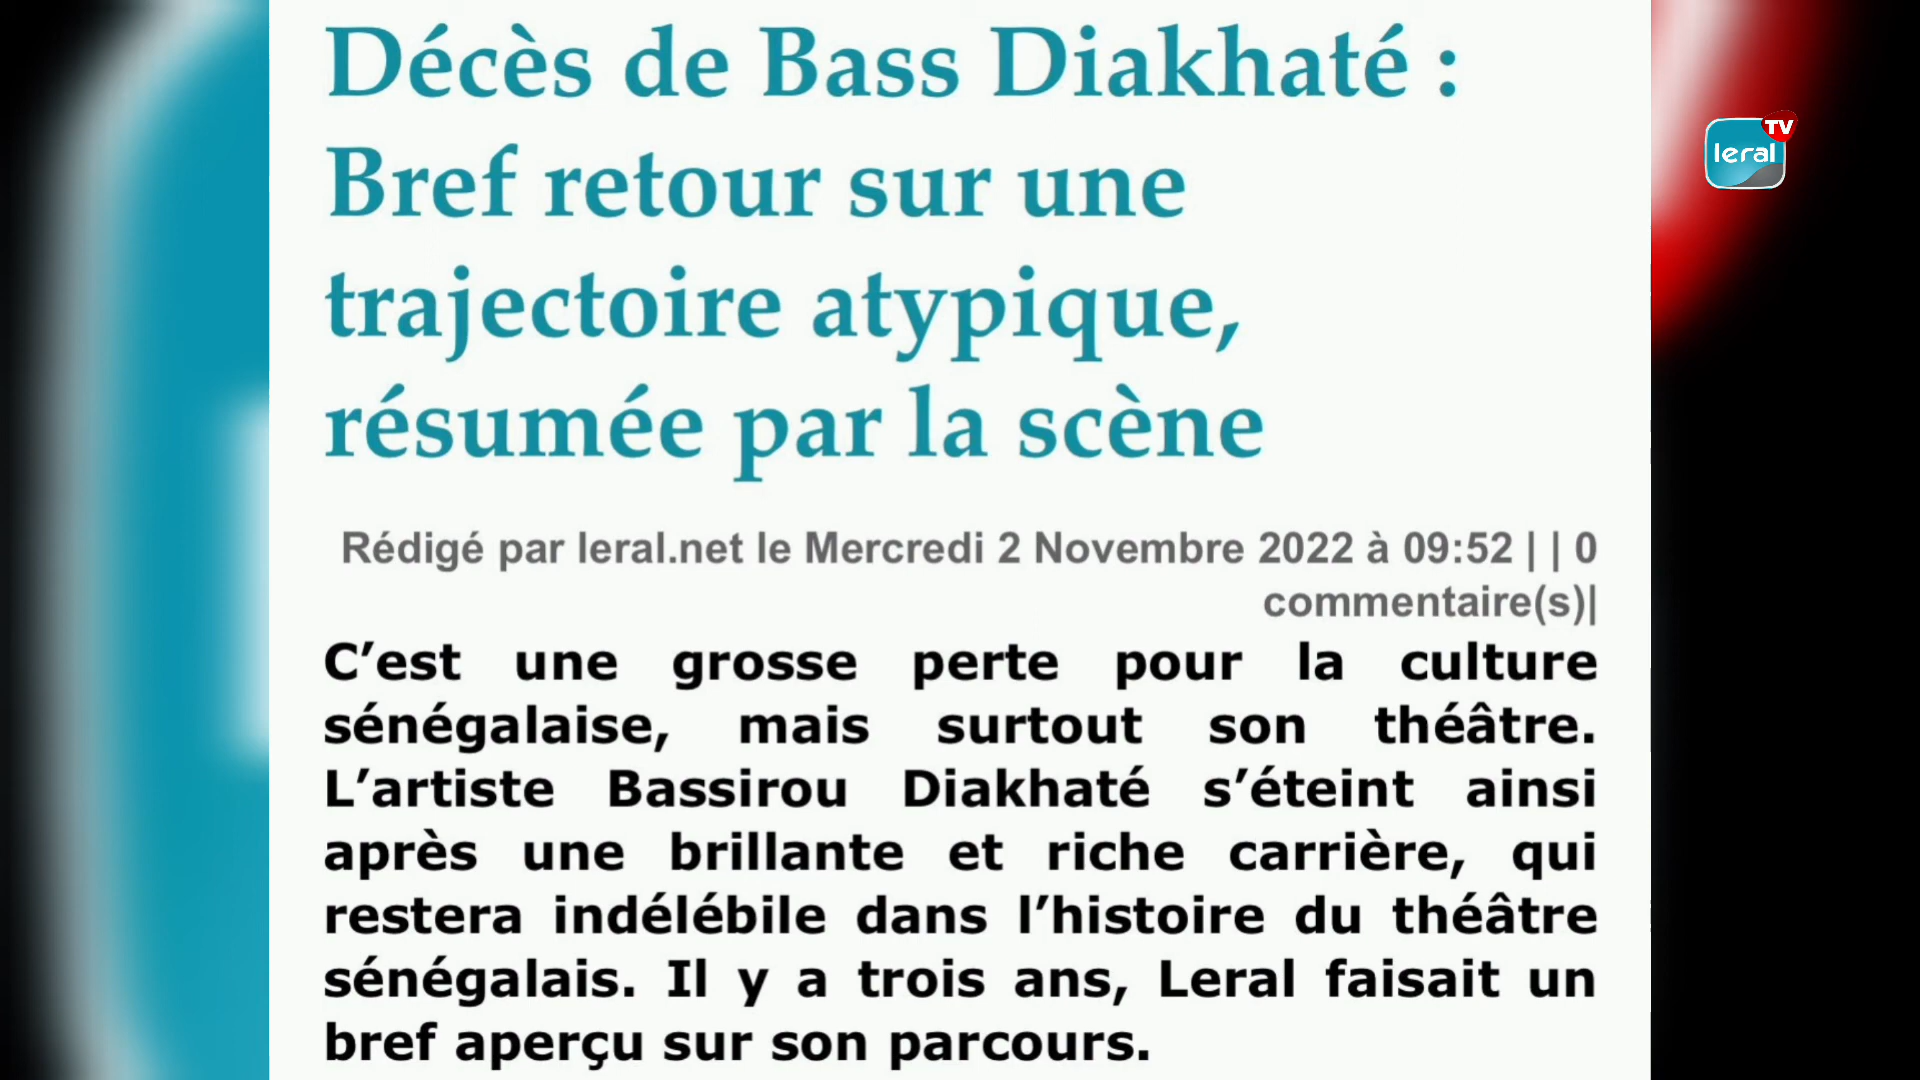 Décès de Bass Diakhaté :
Bref retour sur une
trajectoire atypique,
résumée par la scène
TV
leral
Rédigé par leral.net le Mercredi 2 Novembre 2022 à 09:52 | | 0
commentaire(s)|
C’est une grosse perte pour la culture
sénégalaise, mais surtout son théâtre.
L’artiste Bassirou Diakhaté s’éteint ainsi
après une brillante et riche carrière, qui
restera indélébile dans l’histoire du théâtre
sénégalais. Il y a trois ans, Leral faisait un
bref aperçu sur son parcours.